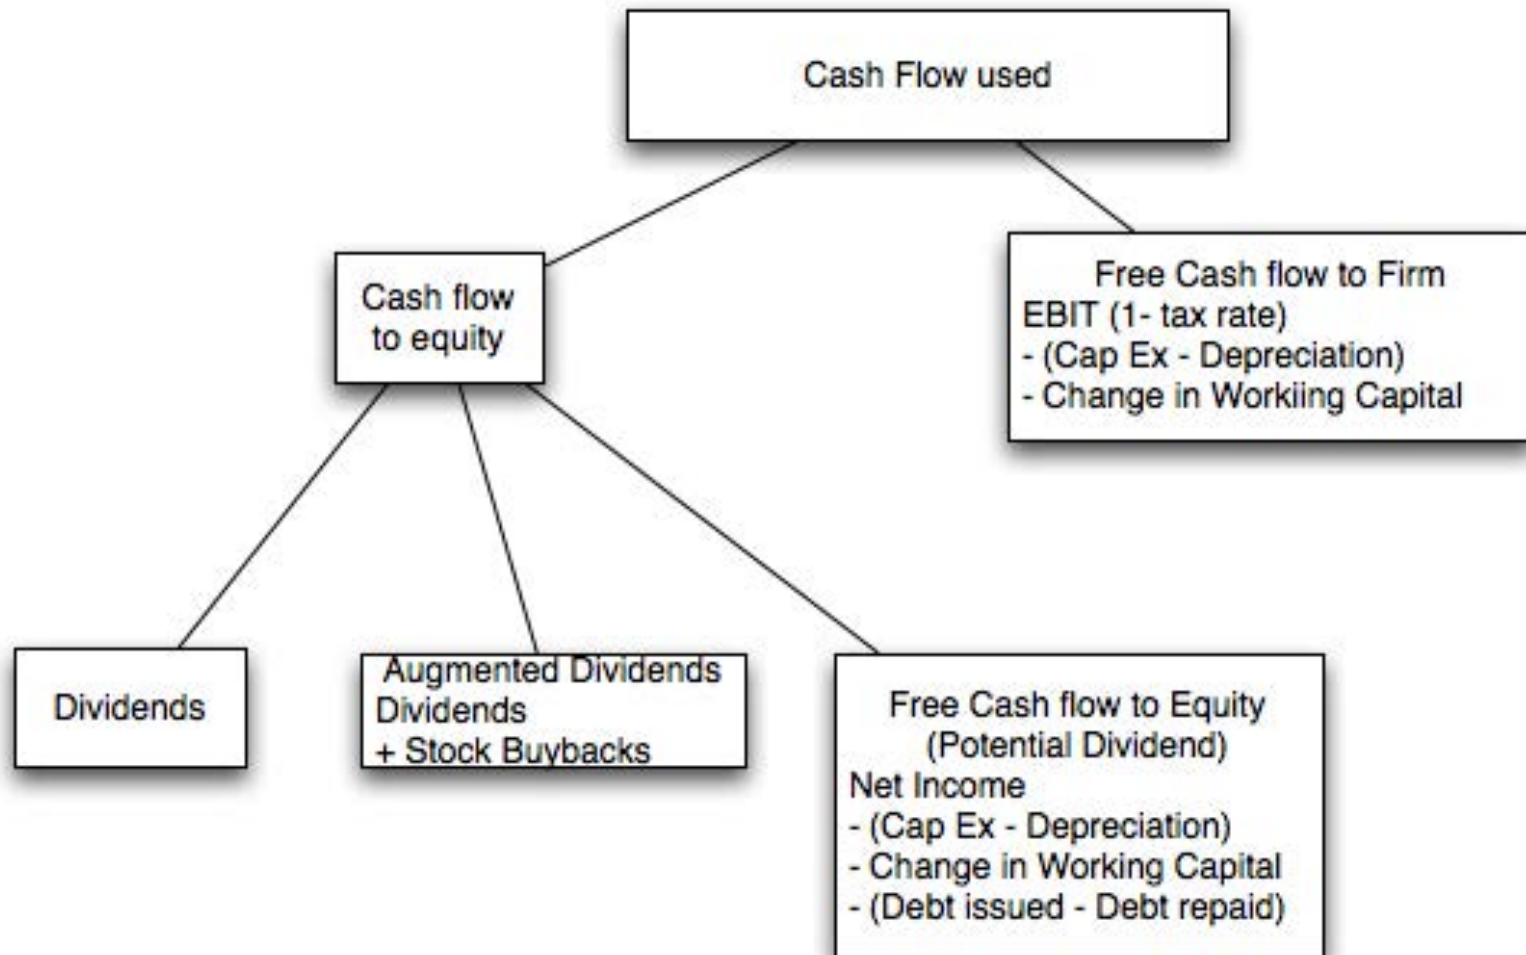 Cash Flow used
Cash flow
to equity
Free Cash flow to Firm
EBIT (1- tax rate)
- (Cap Ex - Depreciation)
- Change in Workiing Capital
Dividends
Augmented Dividends
Dividends
+ Stock Buybacks
Free Cash flow to Equity
(Potential Dividend)
Net Income
- (Cap Ex - Depreciation)
- Change in Working Capital
- (Debt issued - Debt repaid)